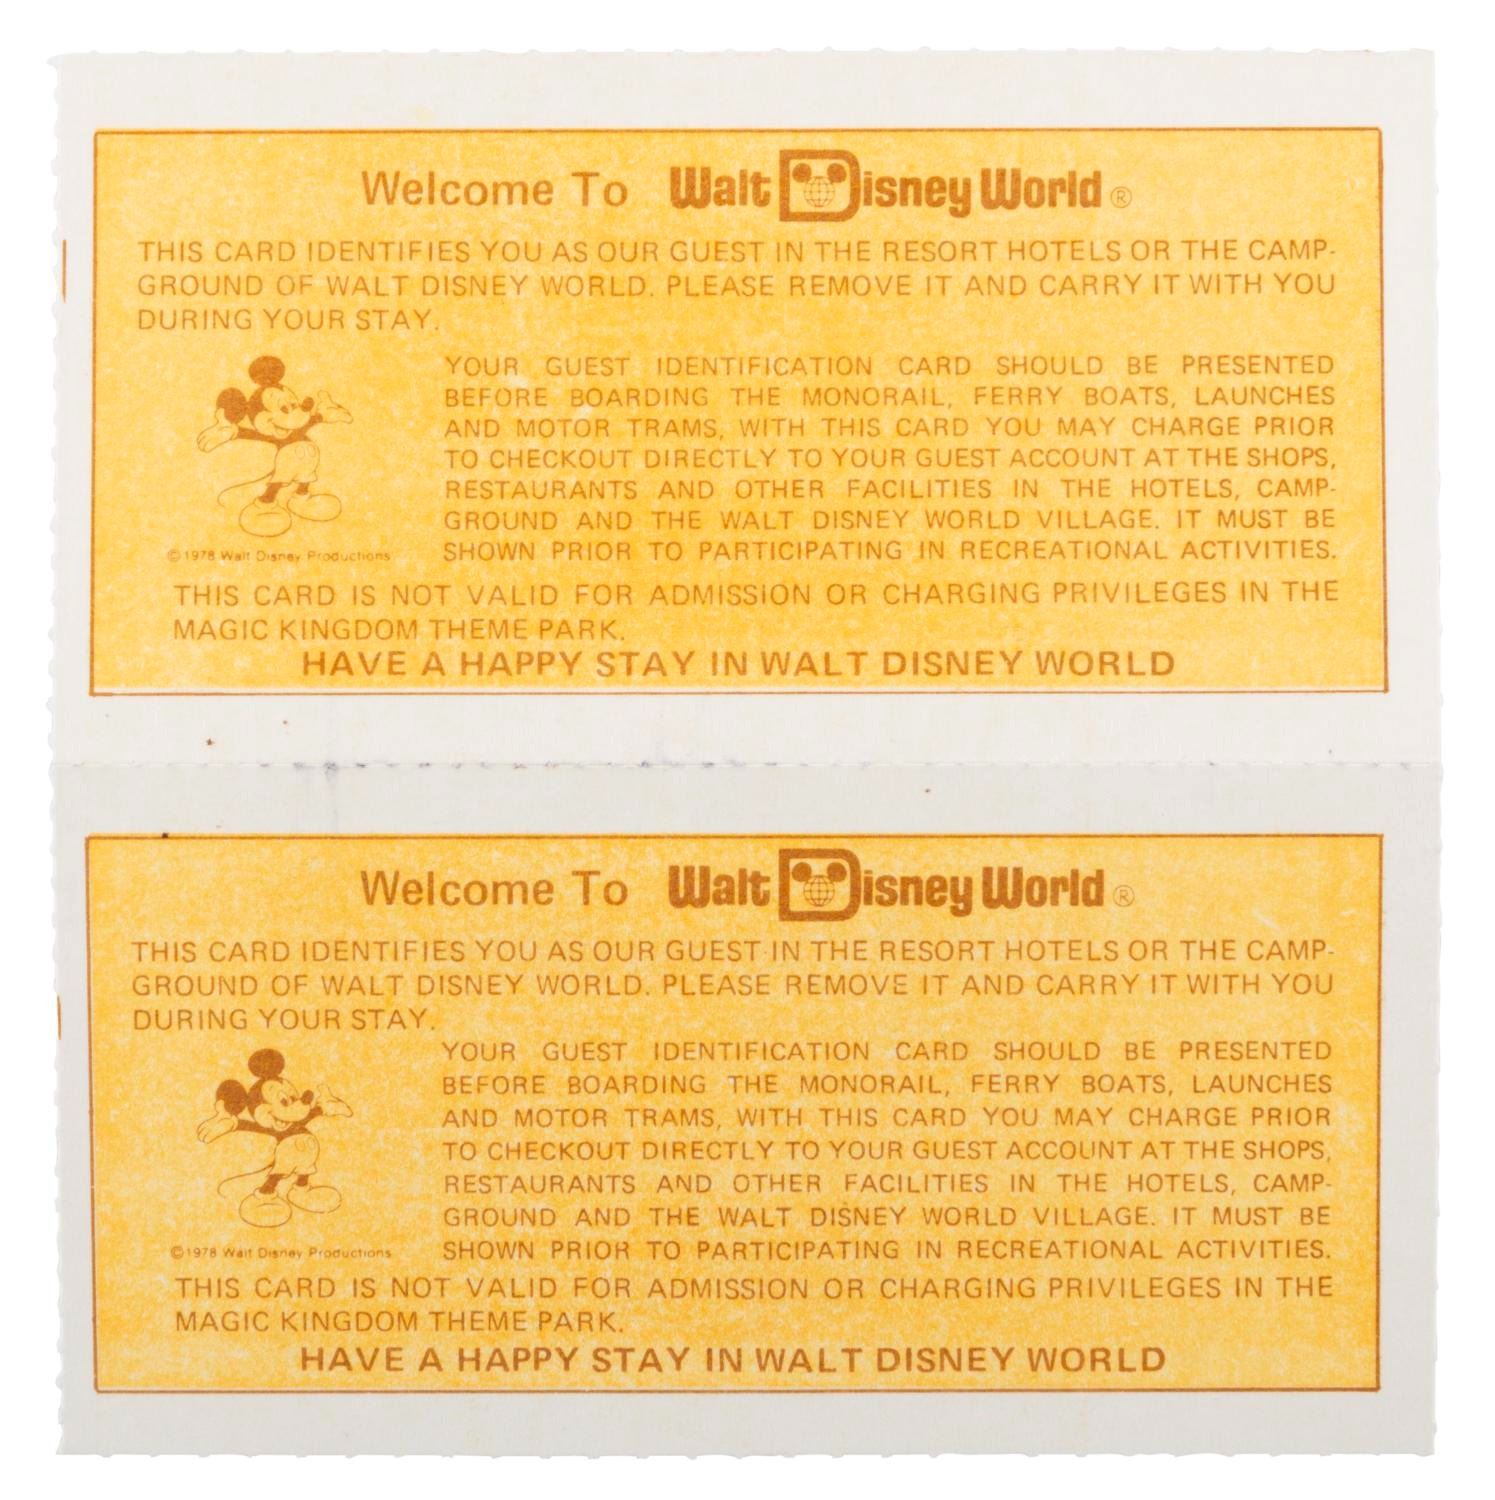 Welcome To Walt Disney World ®
THIS CARD IDENTIFIES YOU AS OUR GUEST IN THE RESORT HOTELS OR THE CAMP-
GROUND OF WALT DISNEY WORLD. PLEASE REMOVE IT AND CARRY IT WITH YOU
DURING YOUR STAY.
YOUR GUEST IDENTIFICATION CARD SHOULD BE PRESENTED
BEFORE BOARDING THE MONORAIL, FERRY BOATS, LAUNCHES
AND MOTOR TRAMS, WITH THIS CARD YOU MAY CHARGE PRIOR
TO CHECKOUT DIRECTLY TO YOUR GUEST ACCOUNT AT THE SHOPS,
RESTAURANTS AND OTHER FACILITIES IN THE HOTELS, CAMP-
GROUND AND THE WALT DISNEY WORLD VILLAGE. IT MUST BE
SHOWN PRIOR TO PARTICIPATING IN RECREATIONAL ACTIVITIES.
© 1978 Walt Disney Productions
THIS CARD IS NOT VALID FOR ADMISSION OR CHARGING PRIVILEGES IN THE
MAGIC KINGDOM THEME PARK.
HAVE A HAPPY STAY IN WALT DISNEY WORLD
Welcome To Walt Disney World ®
THIS CARD IDENTIFIES YOU AS OUR GUEST IN THE RESORT HOTELS OR THE CAMP-
GROUND OF WALT DISNEY WORLD. PLEASE REMOVE IT AND CARRY IT WITH YOU
DURING YOUR STAY.
YOUR GUEST IDENTIFICATION CARD SHOULD BE PRESENTED
BEFORE BOARDING THE MONORAIL, FERRY BOATS, LAUNCHES
AND MOTOR TRAMS, WITH THIS CARD YOU MAY CHARGE PRIOR
TO CHECKOUT DIRECTLY TO YOUR GUEST ACCOUNT AT THE SHOPS,
RESTAURANTS AND OTHER FACILITIES IN THE HOTELS, CAMP-
GROUND AND THE WALT DISNEY WORLD VILLAGE. IT MUST BE
SHOWN PRIOR TO PARTICIPATING IN RECREATIONAL ACTIVITIES.
© 1978 Walt Disney Productions
THIS CARD IS NOT VALID FOR ADMISSION OR CHARGING PRIVILEGES IN THE
MAGIC KINGDOM THEME PARK.
HAVE A HAPPY STAY IN WALT DISNEY WORLD